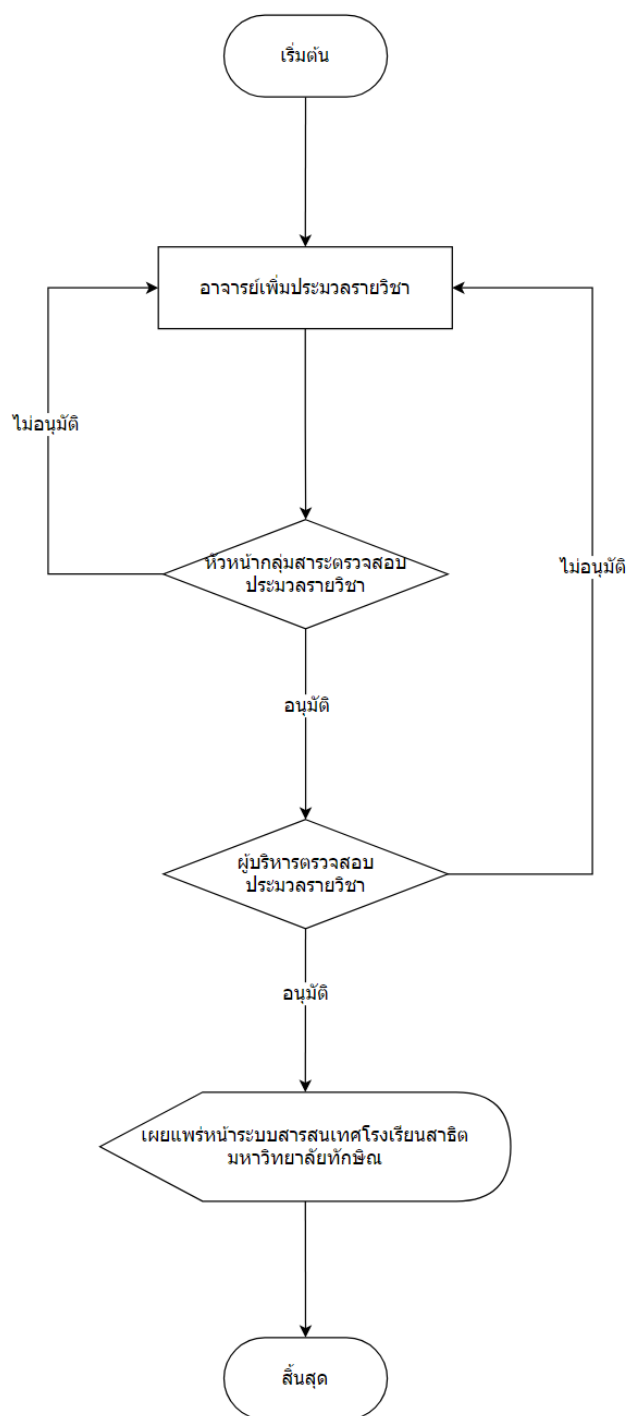 เริ่มต้น
อาจารย์เพิ่มประมวลรายวิชา
ไม่อนุมัติ
หัวหน้ากลุ่มสาระตรวจสอบ
ประมวลรายวิชา
ไม่อนุมัติ
อนุมัติ
ผู้บริหารตรวจสอบ
ประมวลรายวิชา
อนุมัติ
เผยแพร่หน้าระบบสารสนเทศโรงเรียนสาธิต
มหาวิทยาลัยทักษิณ
สิ้นสุด